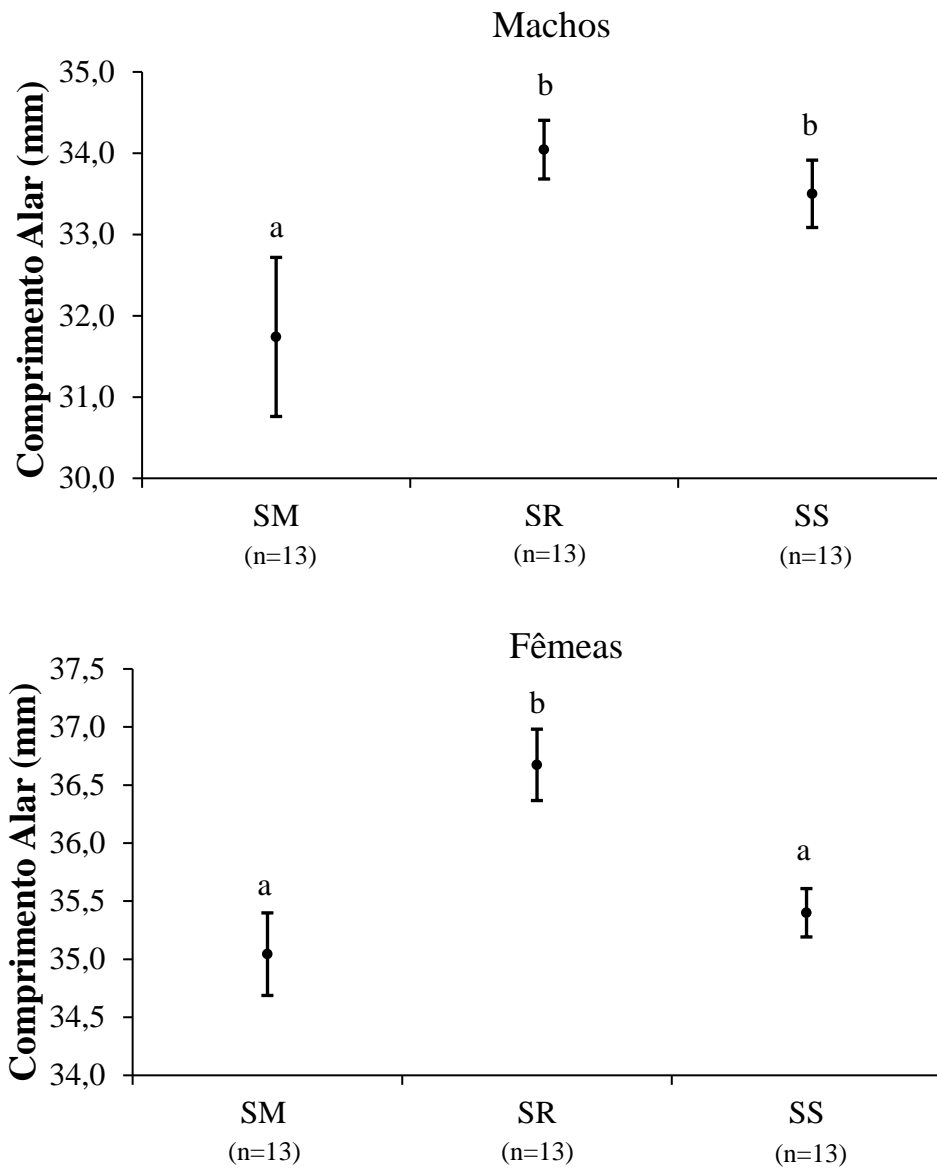 Machos
Comprimento Alar (mm)
35,0
34,0
33,0
32,0
31,0
30,0
a
b
b
SM
SR
SS
(n=13)
(n=13)
(n=13)
Fêmeas
Comprimento Alar (mm)
37,5
37,0
36,5
36,0
35,5
35,0
34,5
34,0
a
b
a
SM
SR
SS
(n=13)
(n=13)
(n=13)